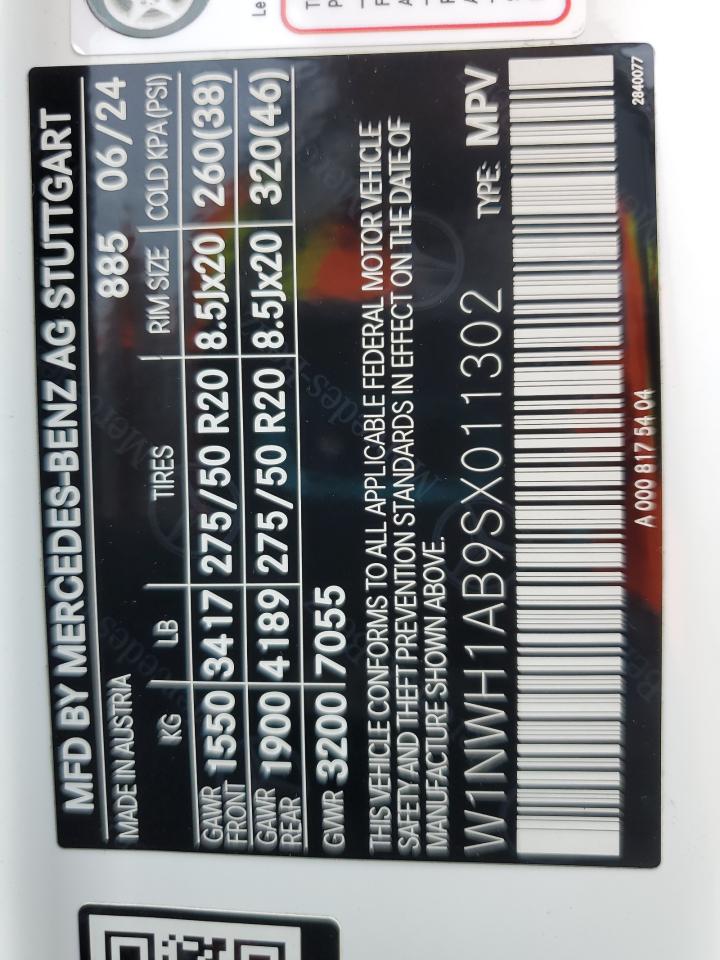 MFD BY MERCEDES-BENZ AG STUTTGART
MADE IN AUSTRIA 885 06/24
KG LB TIRES RIM SIZE COLD KPA(PSI)
GAWR FRONT 1550 3417 275/50 R20 8.5Jx20 260(38)
GAWR REAR 1900 4189 275/50 R20 8.5Jx20 320(46)
GVWR 3200 7055
THIS VEHICLE CONFORMS TO ALL APPLICABLE FEDERAL MOTOR VEHICLE
SAFETY AND THEFT PREVENTION STANDARDS IN EFFECT ON THE DATE OF
MANUFACTURE SHOWN ABOVE.
W1NWH1AB9SX011302 TYPE: MPV
A 000 817 54 04
2840077